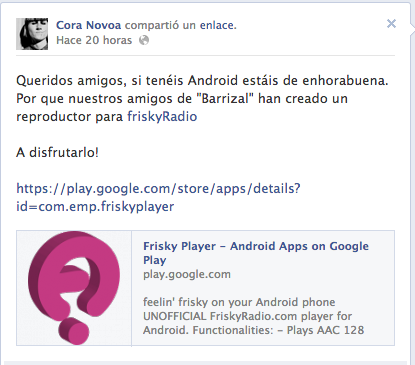 Cora Novoa compartió un enlace.
Hace 20 horas
Queridos amigos, si tenéis Android estáis de enhorabuena.
Por que nuestros amigos de "Barrizal" han creado un
reproductor para friskyRadio
A disfrutarlo!
https://play.google.com/store/apps/details?
id=com.emp.friskyplayer
Frisky Player - Android Apps on Google
Play
play.google.com
feelin' frisky on your Android phone
UNOFFICIAL FriskyRadio.com player for
Android. Functionalities: - Plays AAC 128